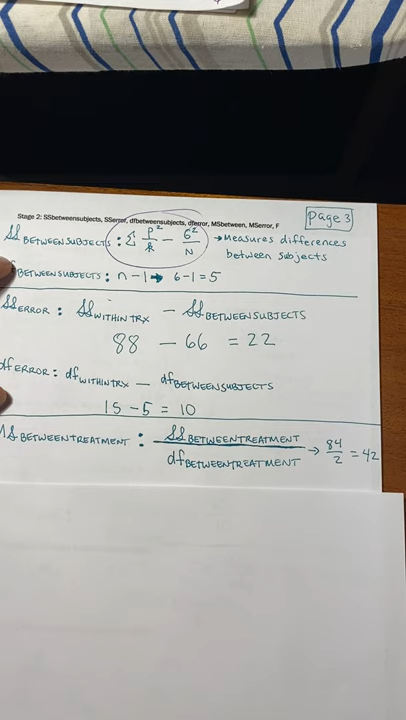 Page 3
Stage 2: SSbetweensubjects, SSerror, dfbetweensubjects, dferror, MSbetween, MSerror, F
SS BETWEEN SUBJECTS : Σ P²/k − G²/N → Measures differences
between subjects
BETWEEN SUBJECTS : n − 1 → 6 − 1 = 5
SS ERROR : SS WITHIN TRX − SS BETWEEN SUBJECTS
88 − 66 = 22
df ERROR : df WITHIN TRX − df BETWEEN SUBJECTS
15 − 5 = 10
MS BETWEEN TREATMENT : SS BETWEEN TREATMENT / df BETWEEN TREATMENT → 84/2 = 42